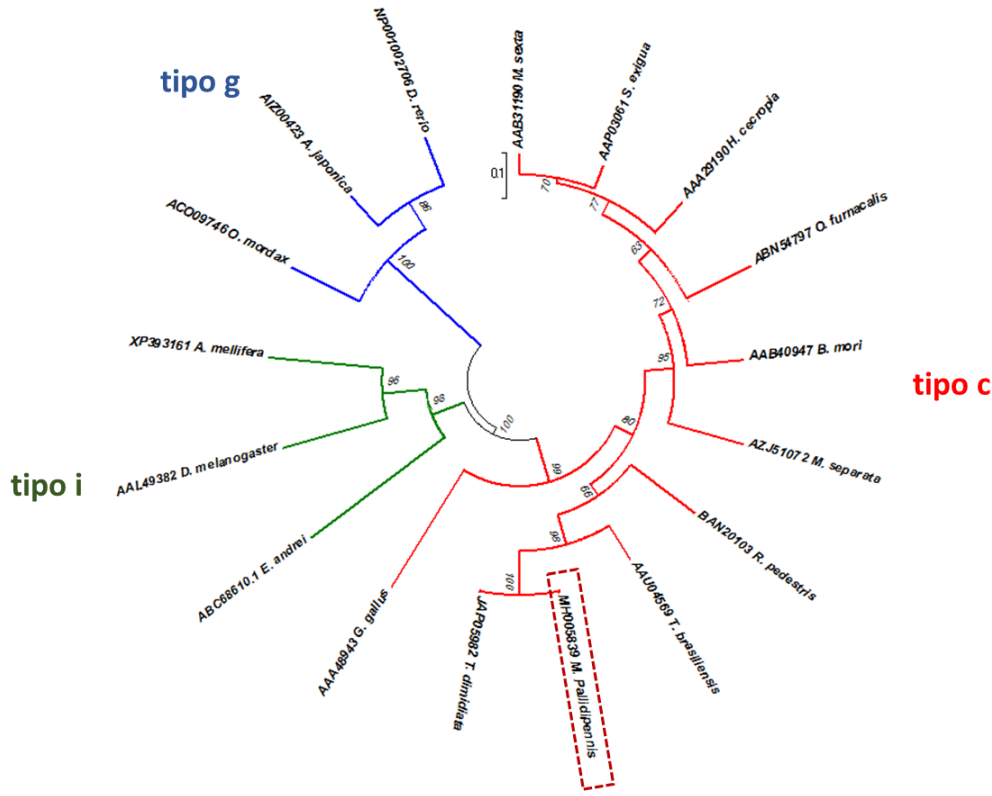 tipo g
NP001002706 D. rerio
AIZ00423 A. japonica
ACO09746 O. mordax
86
100
AAB31190 M. sexta
AAP03061 S. exigua
AAA29190 H. cecropia
ABN54797 O. furnacalis
AAB40947 B. mori
AZJ51072 M. separata
0.1
70
77
63
72
95
tipo c
XP393161 A. mellifera
AAL49382 D. melanogaster
ABC68610.1 E. andrei
96
98
tipo i
100
99
80
66
98
100
AAA48943 G. gallus
JAP05982 T. dimidiata
MH005839 M. Pallidipennis
AAU04569 T. brasiliensis
BAN20103 R. pedestris